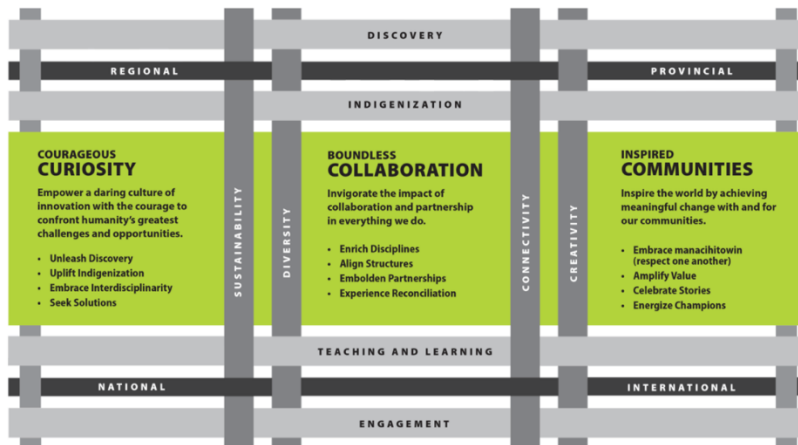 DISCOVERY
REGIONAL
PROVINCIAL
INDIGENIZATION
COURAGEOUS
CURIOSITY
Empower a daring culture of
innovation with the courage to
confront humanity's greatest
challenges and opportunities.
• Unleash Discovery
• Uplift Indigenization
• Embrace Interdisciplinarity
• Seek Solutions
SUSTAINABILITY
DIVERSITY
BOUNDLESS
COLLABORATION
Invigorate the impact of
collaboration and partnership
in everything we do.
• Enrich Disciplines
• Align Structures
• Embolden Partnerships
• Experience Reconciliation
CONNECTIVITY
CREATIVITY
INSPIRED
COMMUNITIES
Inspire the world by achieving
meaningful change with and for
our communities.
• Embrace manacihitowin
(respect one another)
• Amplify Value
• Celebrate Stories
• Energize Champions
TEACHING AND LEARNING
NATIONAL
INTERNATIONAL
ENGAGEMENT